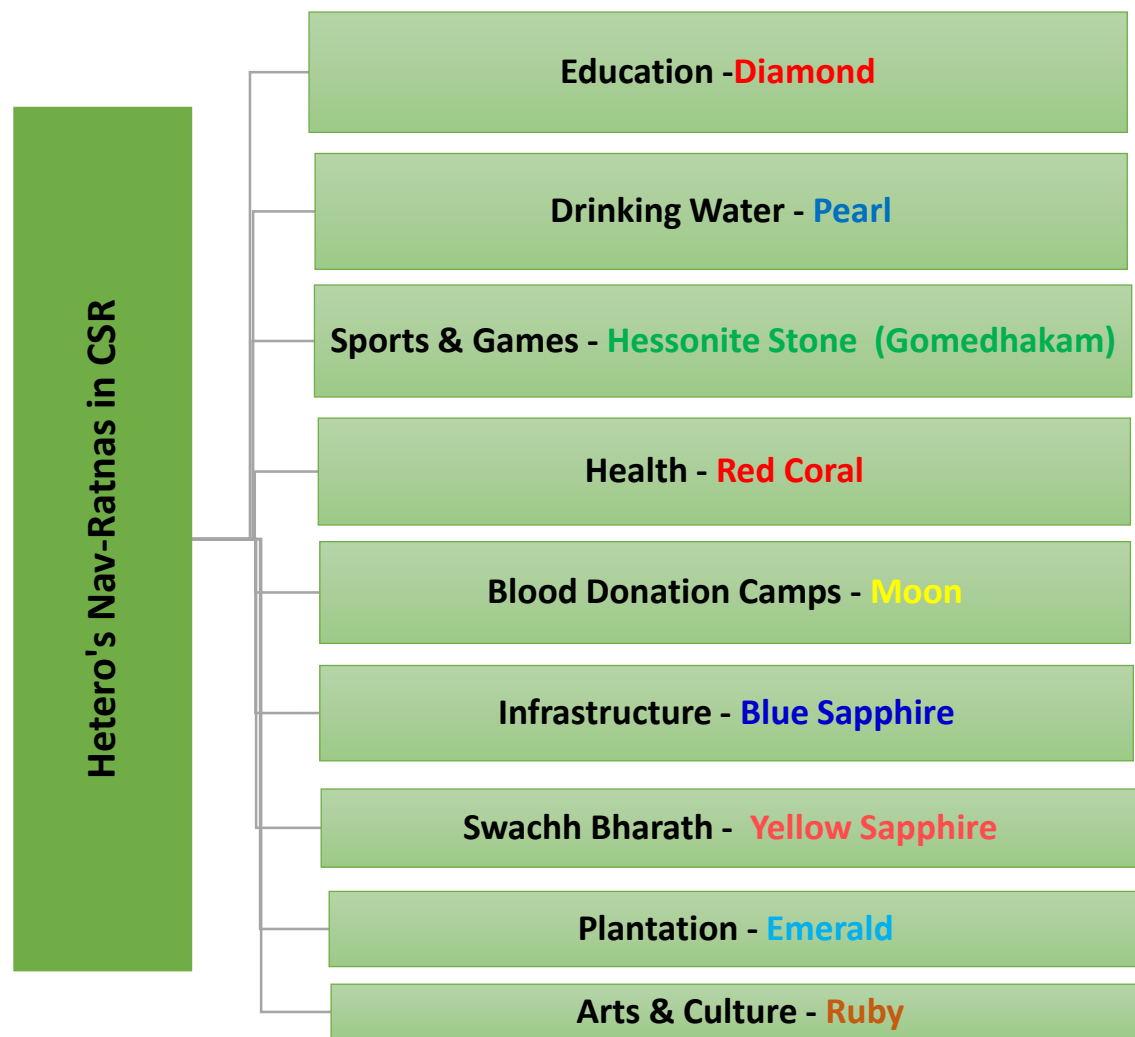 Hetero's Nav-Ratnas in CSR
Education -Diamond
Drinking Water - Pearl
Sports & Games - Hessonite Stone  (Gomedhakam)
Health - Red Coral
Blood Donation Camps - Moon
Infrastructure - Blue Sapphire
Swachh Bharath -  Yellow Sapphire
Plantation - Emerald
Arts & Culture - Ruby